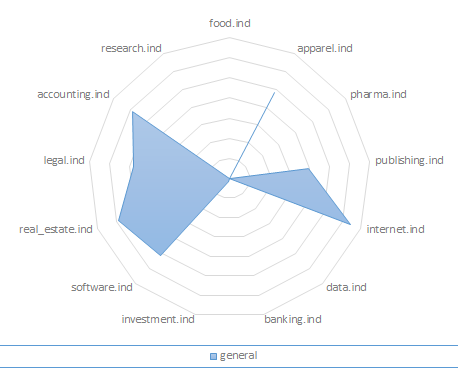 food.ind
research.ind
apparel.ind
accounting.ind
pharma.ind
legal.ind
publishing.ind
real_estate.ind
internet.ind
software.ind
data.ind
investment.ind
banking.ind
general